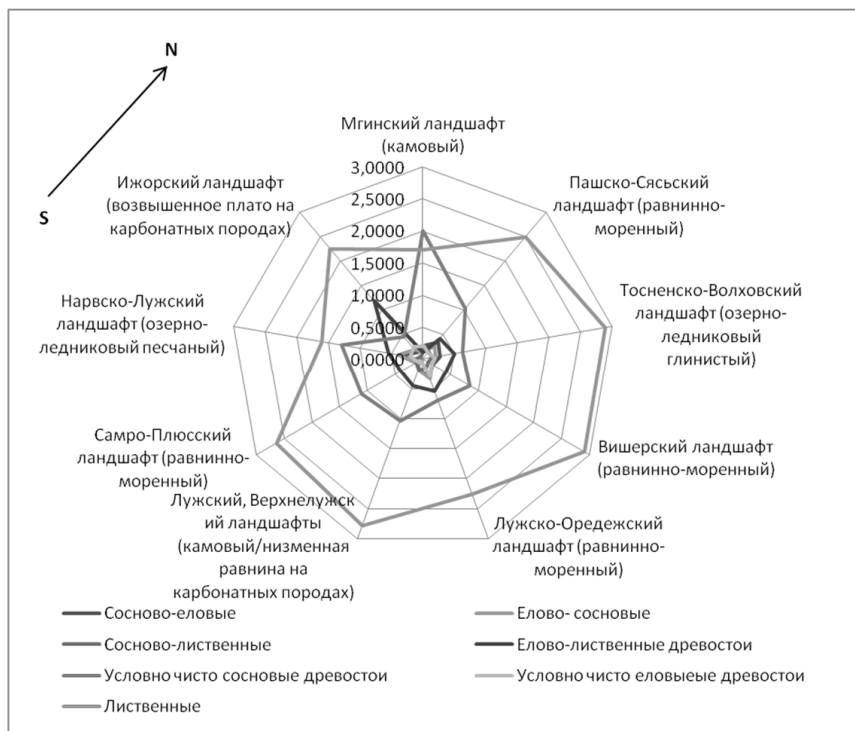 N
S
Мгинский ландшафт
(камовый)
Пашско-Сясьский
ландшафт (равнинно-
моренный)
Тосненско-Волховский
ландшафт (озерно-
ледниковый
глинистый)
Вишерский ландшафт
(равнинно-моренный)
Лужско-Оредежский
ландшафт (равнинно-
моренный)
Лужский, Верхнелужск
ий ландшафты
(камовый/низменная
равнина на
карбонатных породах)
Самро-Плюсский
ландшафт (равнинно-
моренный)
Нарвско-Лужский
ландшафт (озерно-
ледниковый песчаный)
Ижорский ландшафт
(возвышенное плато на
карбонатных породах)
3,0000
2,5000
2,0000
1,5000
1,0000
0,5000
0,0000
Сосново-еловые
Елово- сосновые
Сосново-лиственные
Елово-лиственные древостои
Условно чисто сосновые древостои
Условно чисто еловыеые древостои
Лиственные